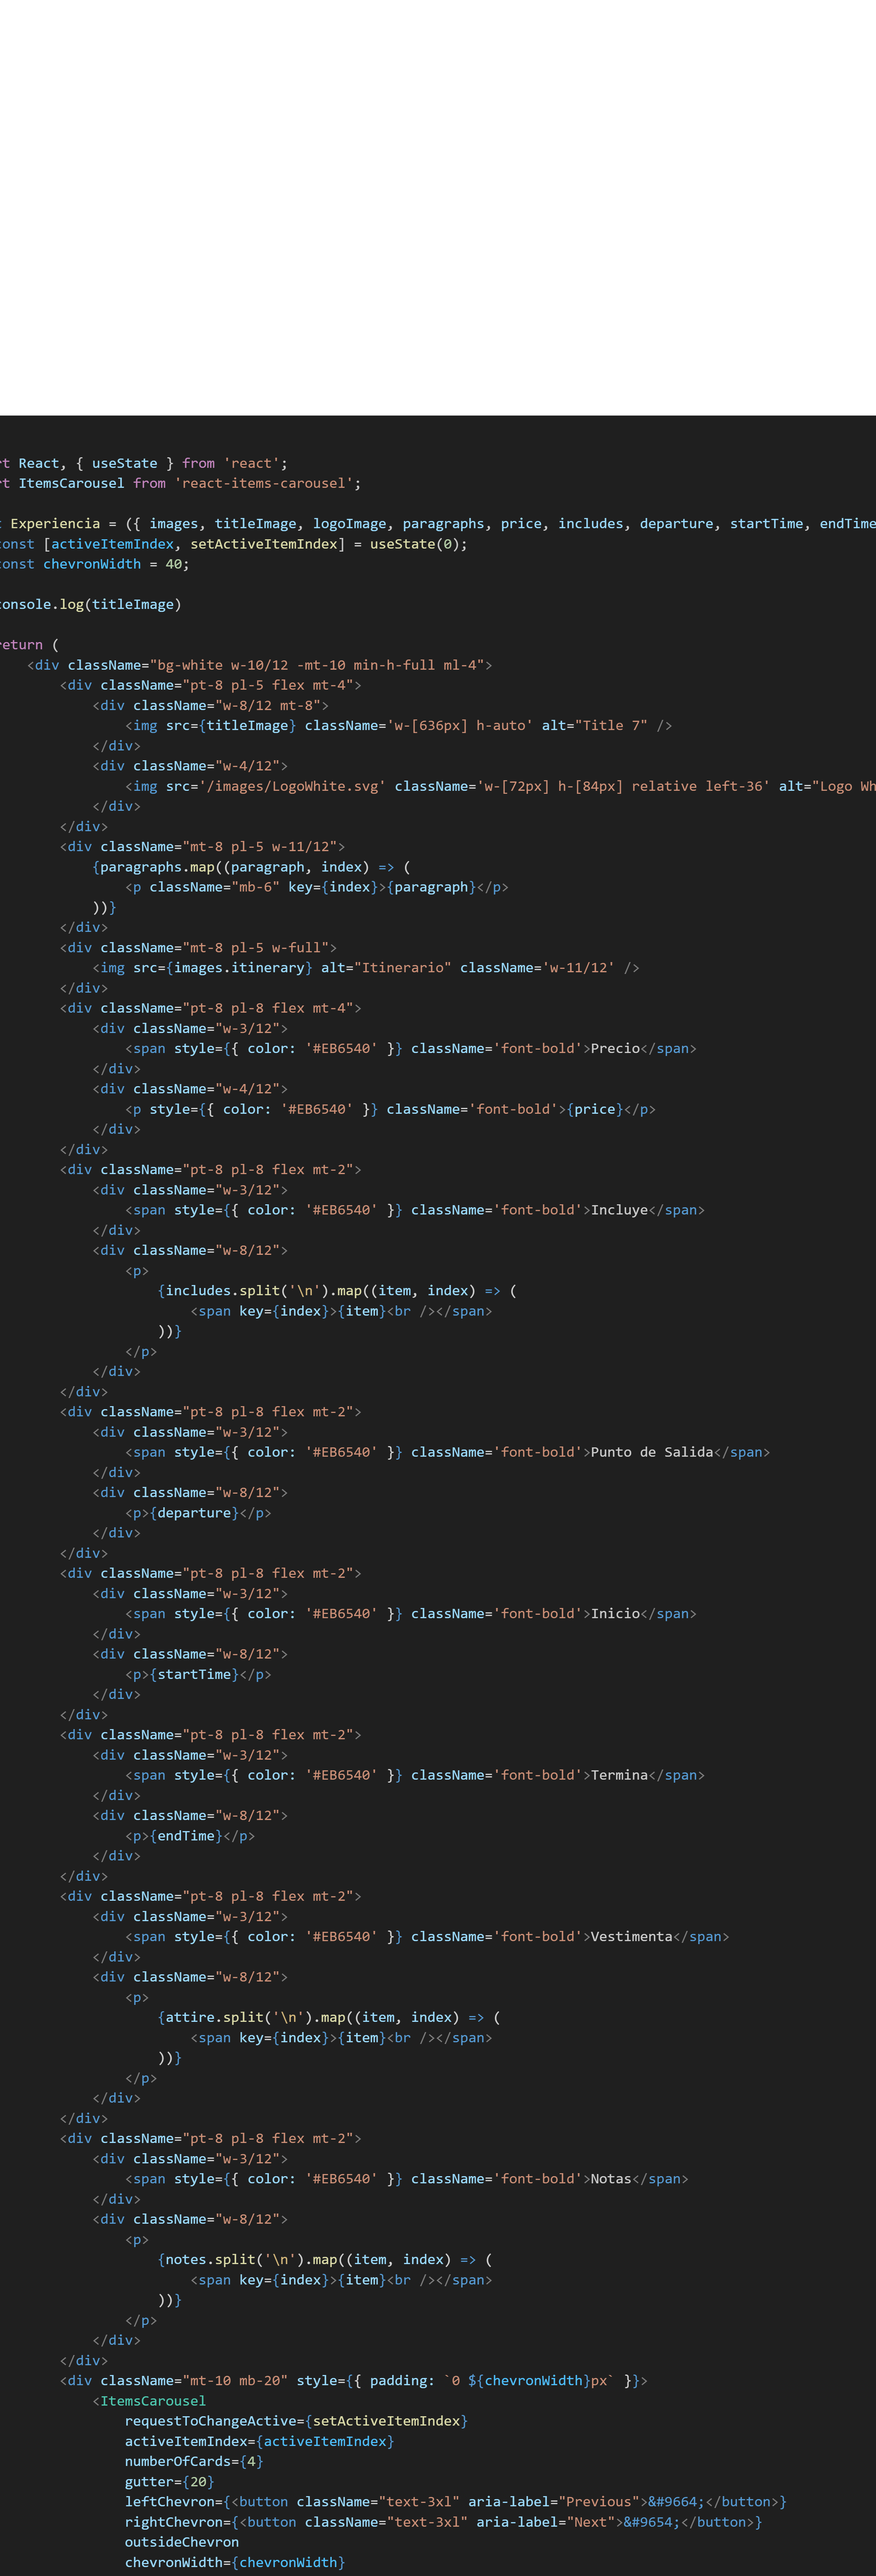 rt React, { useState } from 'react';
rt ItemsCarousel from 'react-items-carousel';
t Experiencia = ({ images, titleImage, logoImage, paragraphs, price, includes, departure, startTime, endTime
const [activeItemIndex, setActiveItemIndex] = useState(0);
const chevronWidth = 40;
console.log(titleImage)
return (
<div className="bg-white w-10/12 -mt-10 min-h-full ml-4">
<div className="pt-8 pl-5 flex mt-4">
<div className="w-8/12 mt-8">
<img src={titleImage} className='w-[636px] h-auto' alt="Title 7" />
</div>
<div className="w-4/12">
<img src='/images/LogoWhite.svg' className='w-[72px] h-[84px] relative left-36' alt="Logo Wh
</div>
</div>
<div className="mt-8 pl-5 w-11/12">
{paragraphs.map((paragraph, index) => (
<p className="mb-6" key={index}>{paragraph}</p>
))}
</div>
<div className="mt-8 pl-5 w-full">
<img src={images.itinerary} alt="Itinerario" className='w-11/12' />
</div>
<div className="pt-8 pl-8 flex mt-4">
<div className="w-3/12">
<span style={{ color: '#EB6540' }} className='font-bold'>Precio</span>
</div>
<div className="w-4/12">
<p style={{ color: '#EB6540' }} className='font-bold'>{price}</p>
</div>
</div>
<div className="pt-8 pl-8 flex mt-2">
<div className="w-3/12">
<span style={{ color: '#EB6540' }} className='font-bold'>Incluye</span>
</div>
<div className="w-8/12">
<p>
{includes.split('\n').map((item, index) => (
<span key={index}>{item}<br /></span>
))}
</p>
</div>
</div>
<div className="pt-8 pl-8 flex mt-2">
<div className="w-3/12">
<span style={{ color: '#EB6540' }} className='font-bold'>Punto de Salida</span>
</div>
<div className="w-8/12">
<p>{departure}</p>
</div>
</div>
<div className="pt-8 pl-8 flex mt-2">
<div className="w-3/12">
<span style={{ color: '#EB6540' }} className='font-bold'>Inicio</span>
</div>
<div className="w-8/12">
<p>{startTime}</p>
</div>
</div>
<div className="pt-8 pl-8 flex mt-2">
<div className="w-3/12">
<span style={{ color: '#EB6540' }} className='font-bold'>Termina</span>
</div>
<div className="w-8/12">
<p>{endTime}</p>
</div>
</div>
<div className="pt-8 pl-8 flex mt-2">
<div className="w-3/12">
<span style={{ color: '#EB6540' }} className='font-bold'>Vestimenta</span>
</div>
<div className="w-8/12">
<p>
{attire.split('\n').map((item, index) => (
<span key={index}>{item}<br /></span>
))}
</p>
</div>
</div>
<div className="pt-8 pl-8 flex mt-2">
<div className="w-3/12">
<span style={{ color: '#EB6540' }} className='font-bold'>Notas</span>
</div>
<div className="w-8/12">
<p>
{notes.split('\n').map((item, index) => (
<span key={index}>{item}<br /></span>
))}
</p>
</div>
</div>
<div className="mt-10 mb-20" style={{ padding: `0 ${chevronWidth}px` }}>
<ItemsCarousel
requestToChangeActive={setActiveItemIndex}
activeItemIndex={activeItemIndex}
numberOfCards={4}
gutter={20}
leftChevron={<button className="text-3xl" aria-label="Previous">&#9664;</button>}
rightChevron={<button className="text-3xl" aria-label="Next">&#9654;</button>}
outsideChevron
chevronWidth={chevronWidth}